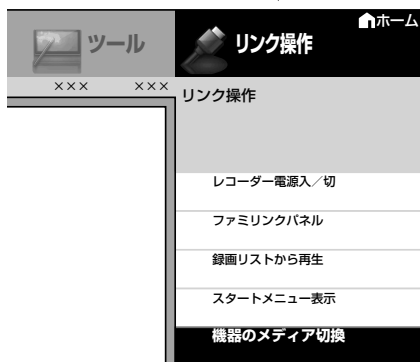 ホーム
ツール
リンク操作
××× ×××
リンク操作
レコーダー電源入／切
ファミリンクパネル
録画リストから再生
スタートメニュー表示
機器のメディア切換